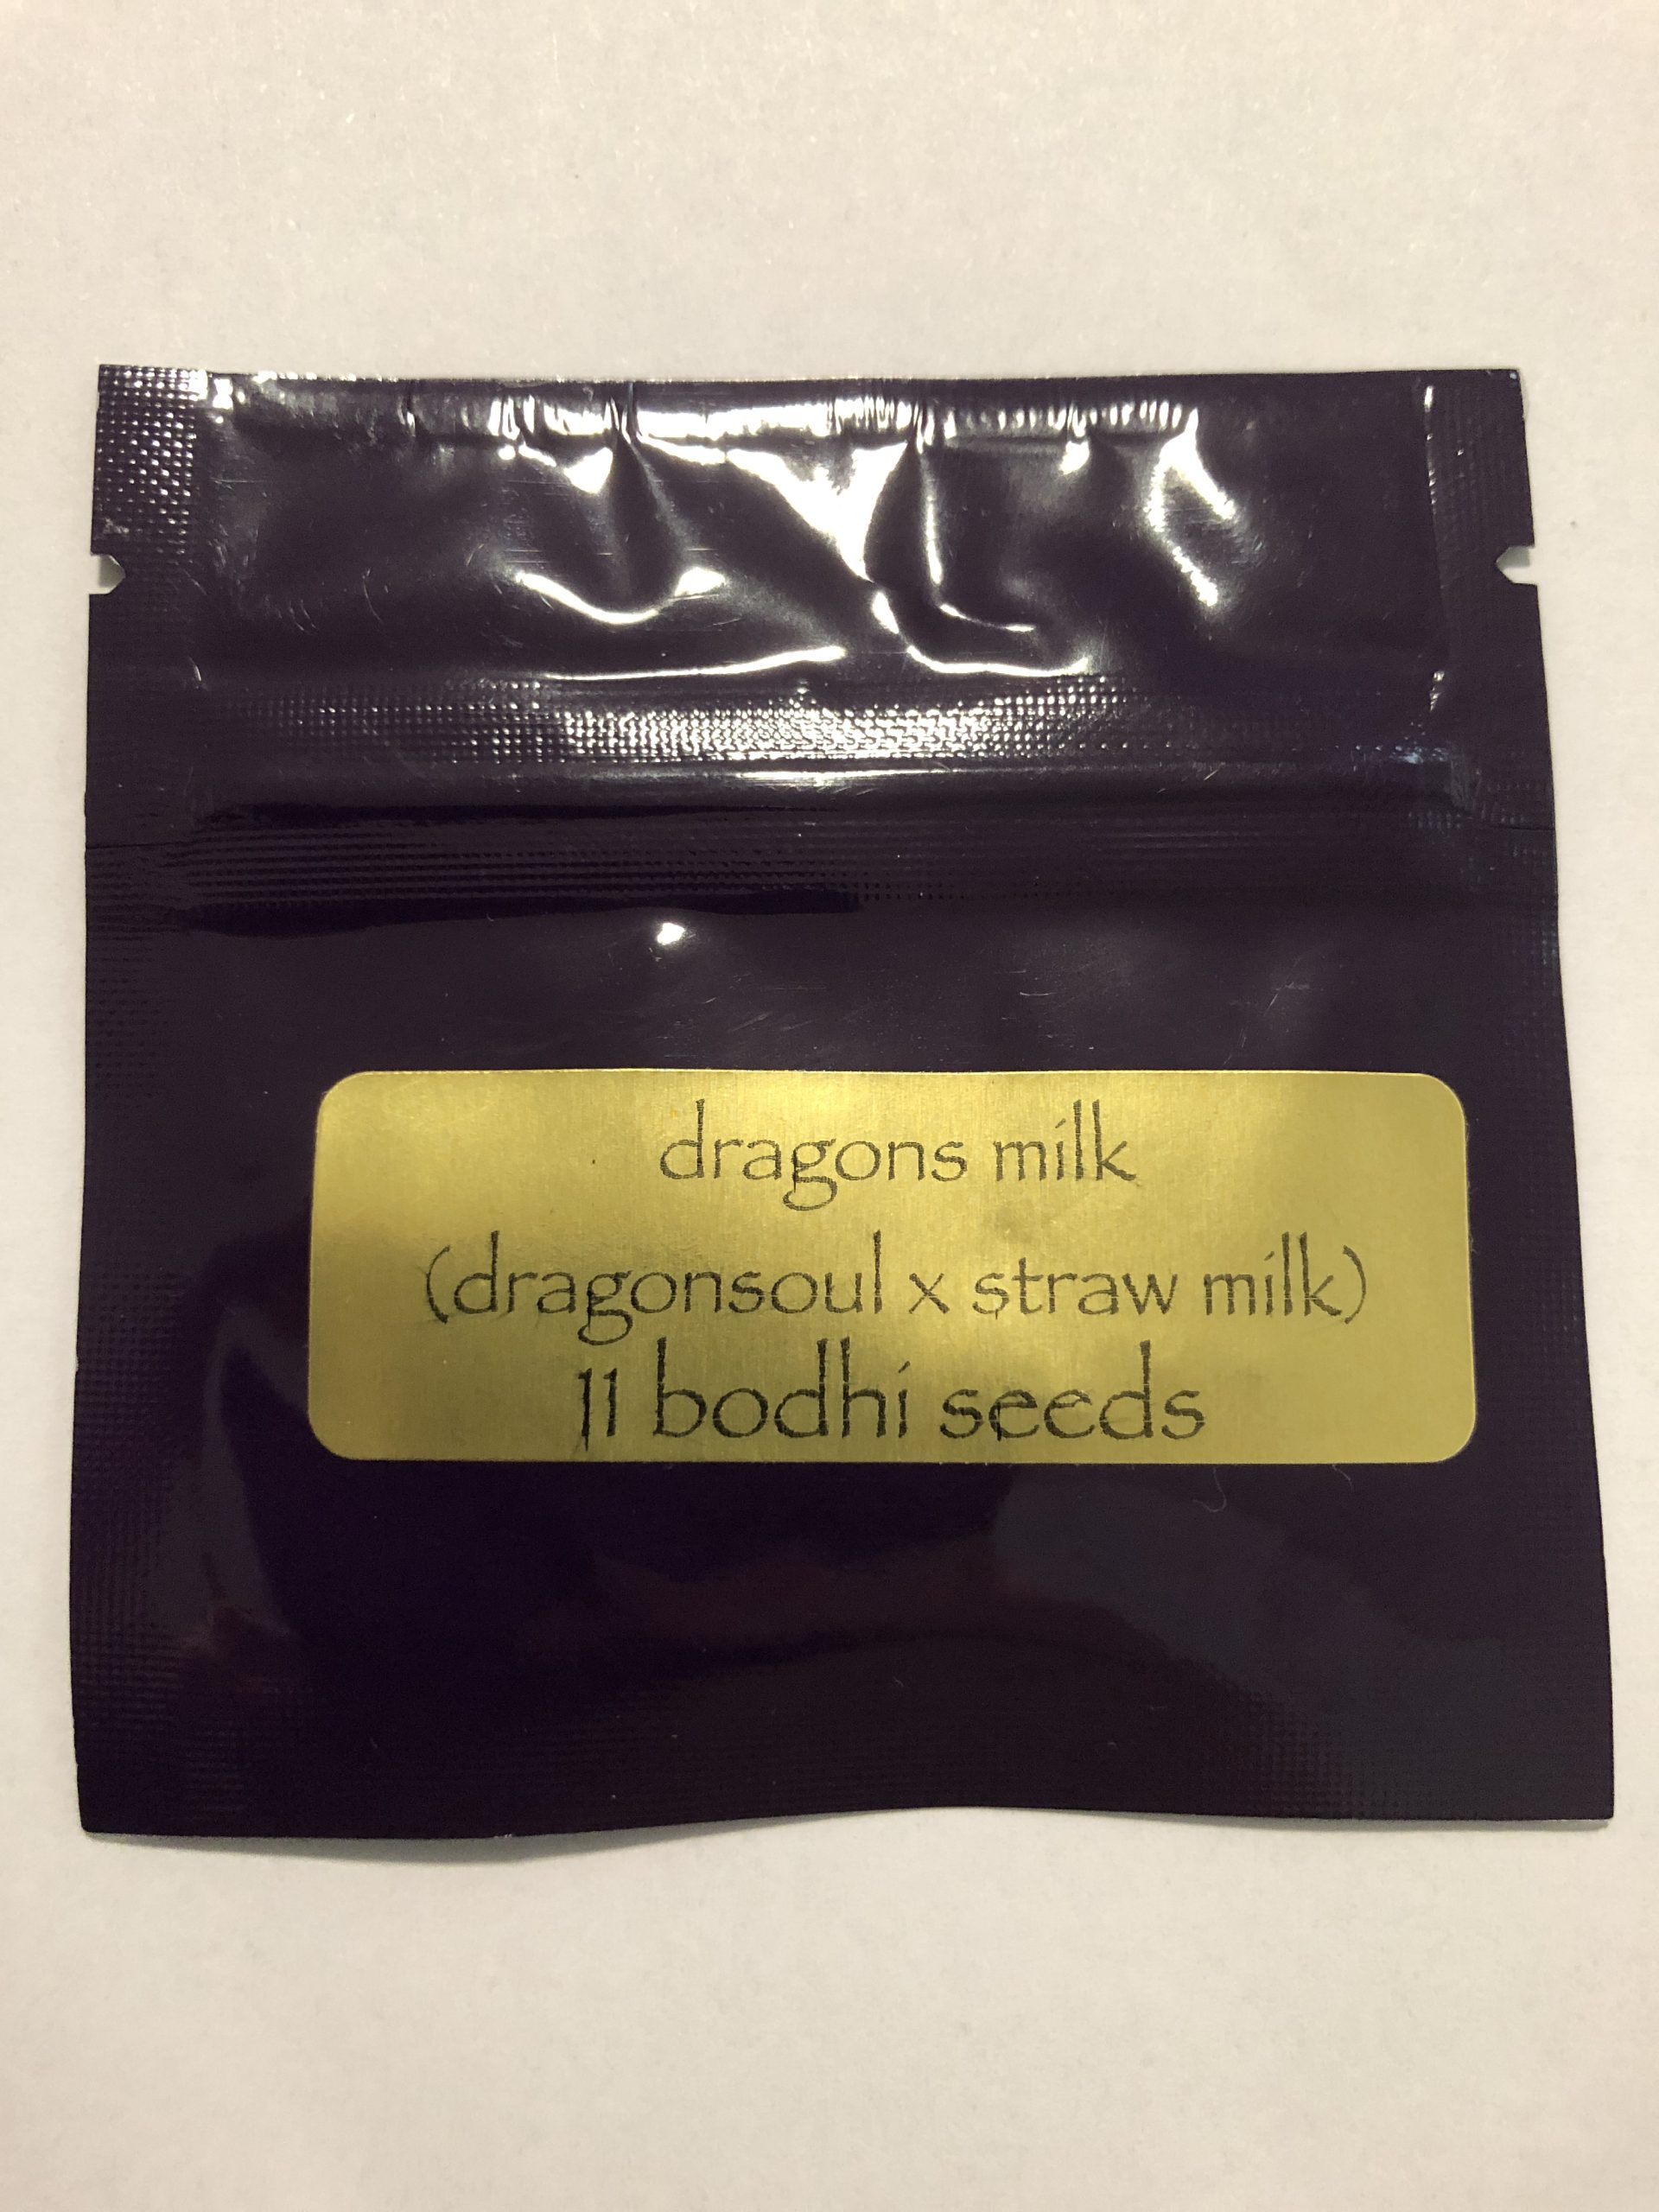 dragons milk
(dragonsoul x straw milk)
11 bodhi seeds